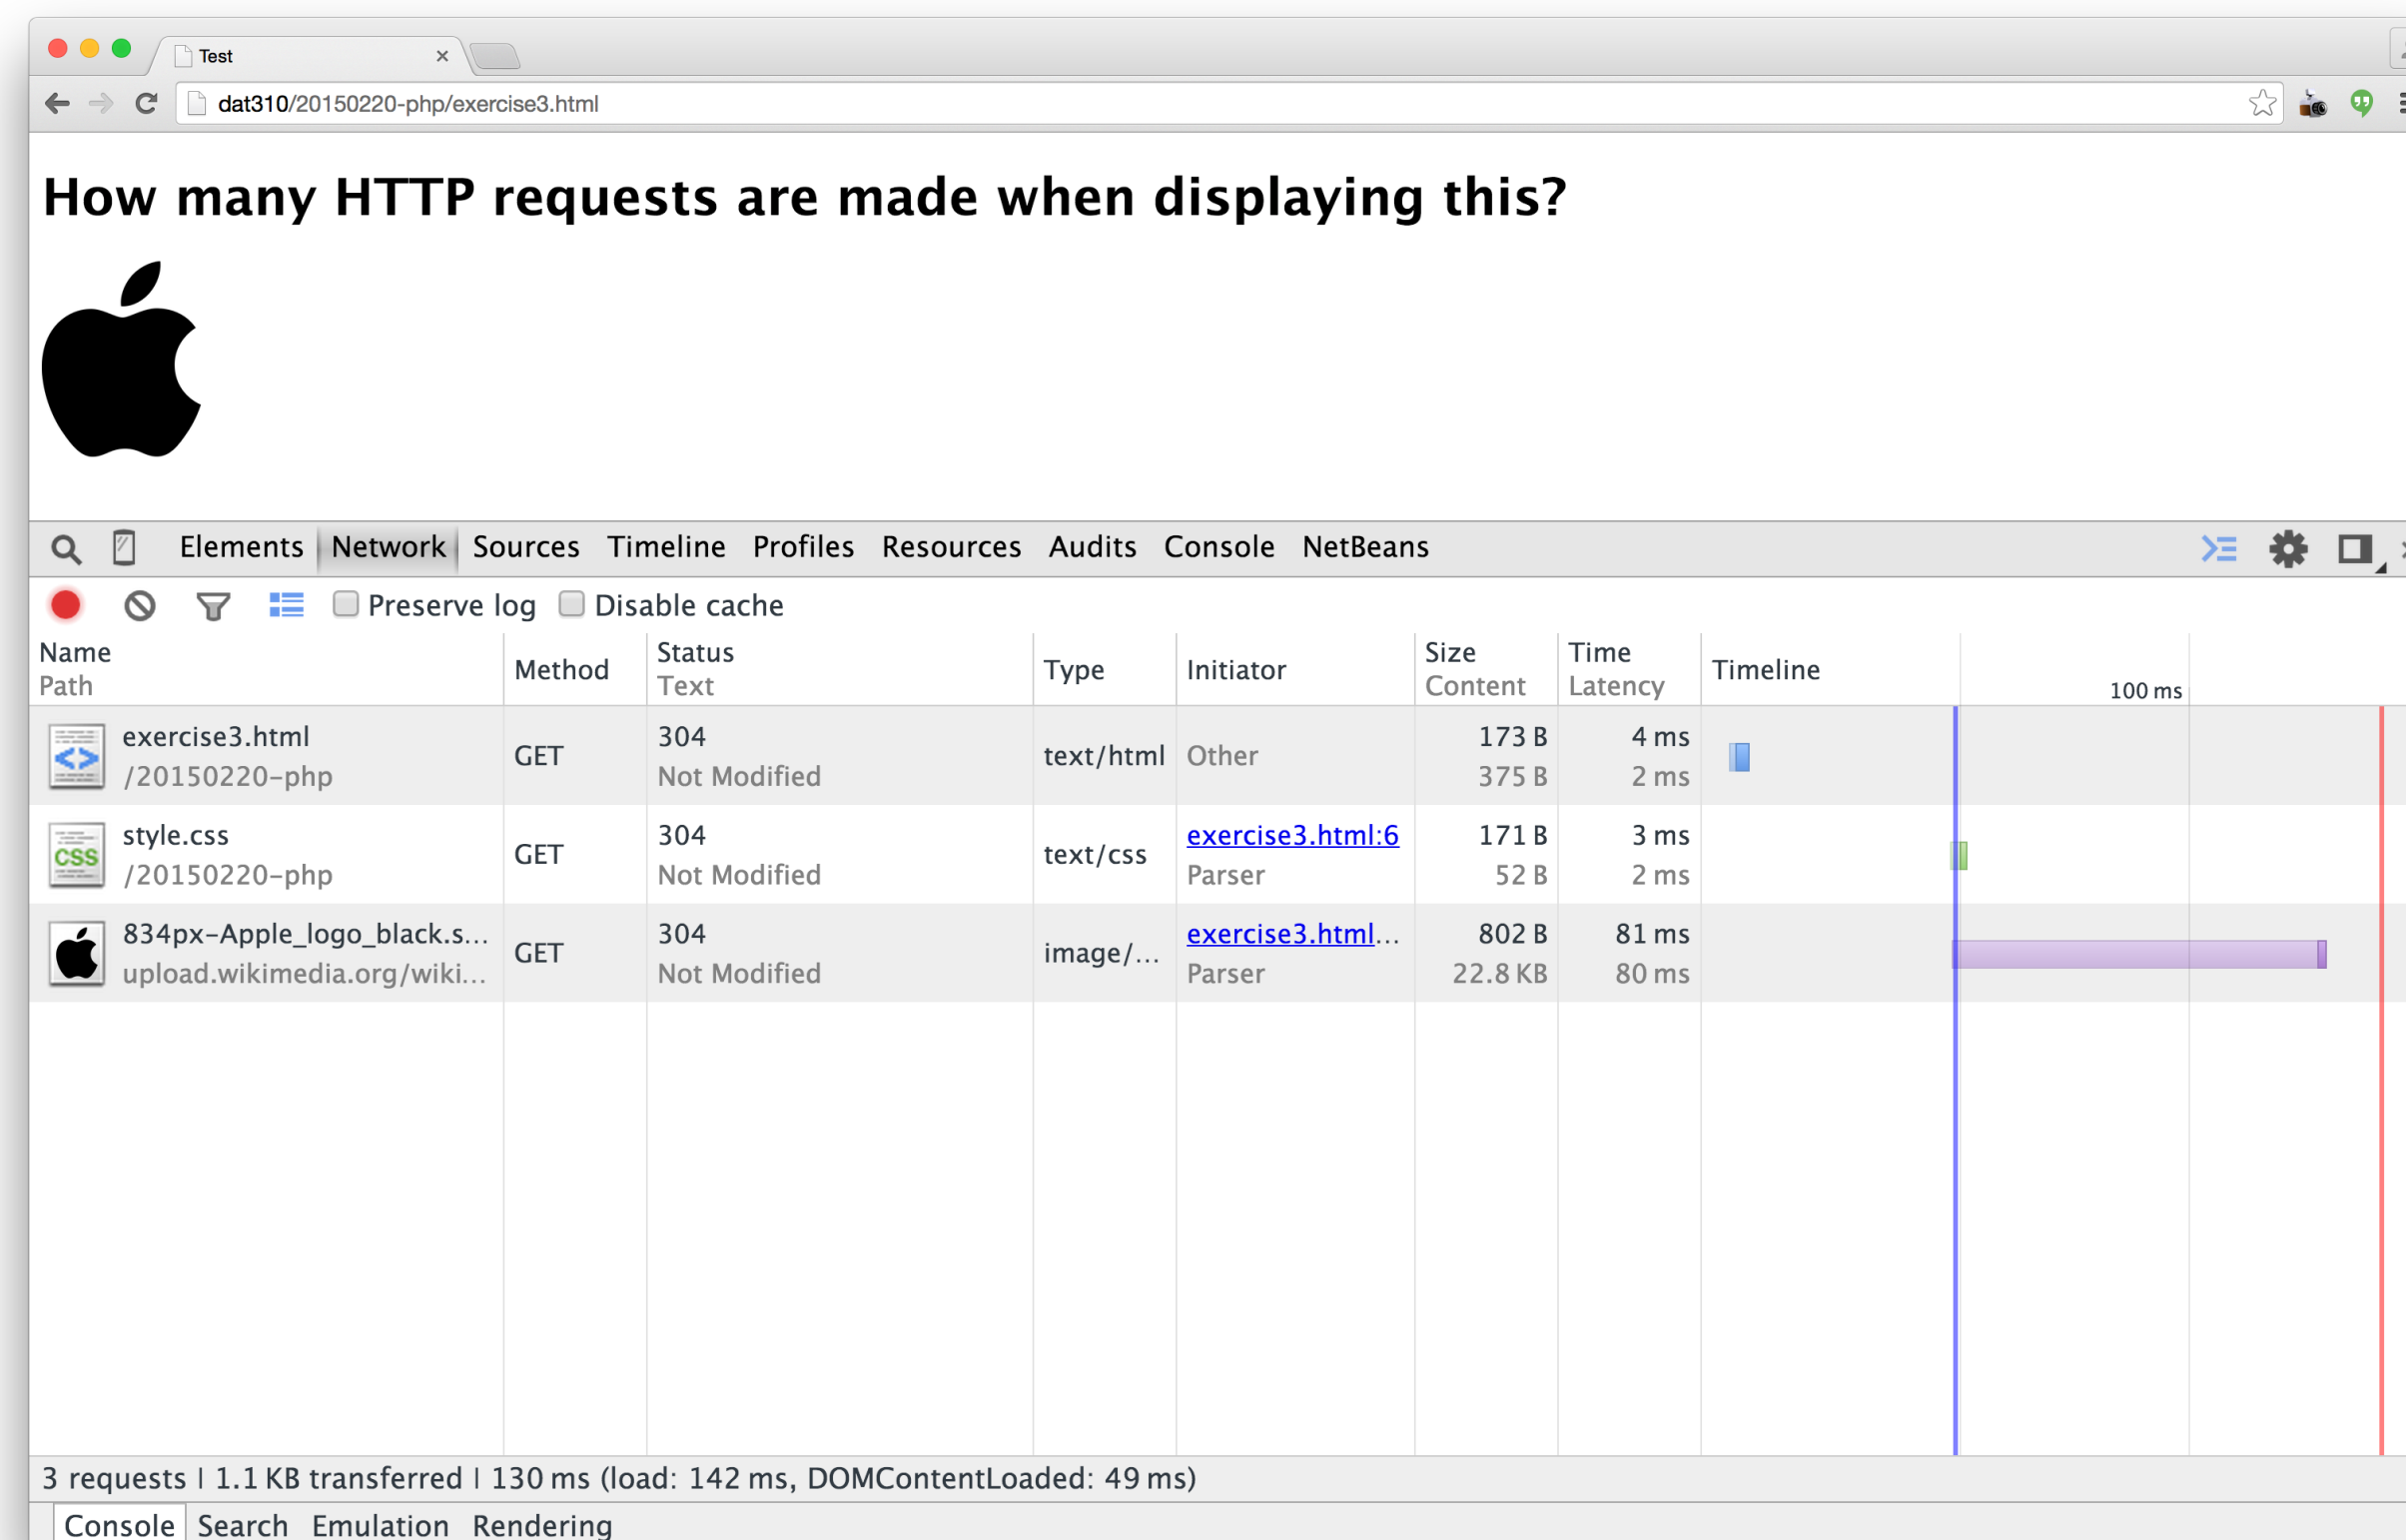 Test
dat310/20150220-php/exercise3.html
How many HTTP requests are made when displaying this?
Elements Network Sources Timeline Profiles Resources Audits Console NetBeans
Preserve log Disable cache
Name Path Method Status Text Type Initiator Size Content Time Latency Timeline 100 ms
exercise3.html GET 304 text/html Other 173 B 4 ms
/20150220-php Not Modified 375 B 2 ms
style.css GET 304 text/css exercise3.html:6 171 B 3 ms
/20150220-php Not Modified Parser 52 B 2 ms
CSS
834px-Apple_logo_black.s... GET 304 image/... exercise3.html... 802 B 81 ms
upload.wikimedia.org/wiki... Not Modified Parser 22.8 KB 80 ms
3 requests | 1.1 KB transferred | 130 ms (load: 142 ms, DOMContentLoaded: 49 ms)
Console Search Emulation Rendering